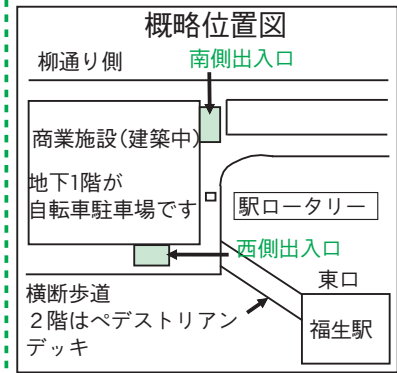 概略位置図
柳通り側
南側出入口
商業施設(建築中)
地下1階が
自転車駐車場です
駅ロータリー
西側出入口
東口
横断歩道
２階はペデストリアン
デッキ
福生駅